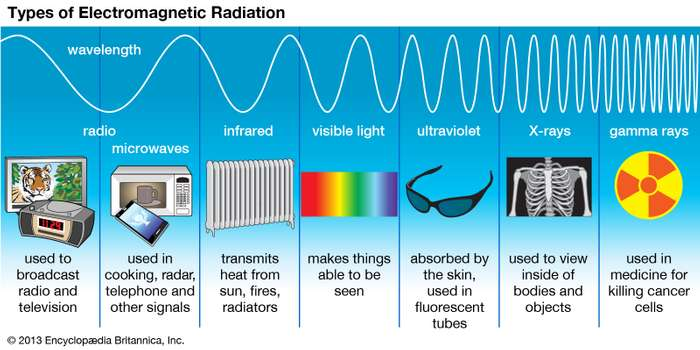 Types of Electromagnetic Radiation
wavelength
radio
microwaves
infrared
visible light
ultraviolet
X-rays
gamma rays
used to
broadcast
radio and
television
used in
cooking, radar,
telephone and
other signals
transmits
heat from
sun, fires,
radiators
makes things
able to be
seen
absorbed by
the skin,
used in
fluorescent
tubes
used to view
inside of
bodies and
objects
used in
medicine for
killing cancer
cells
© 2013 Encyclopædia Britannica, Inc.